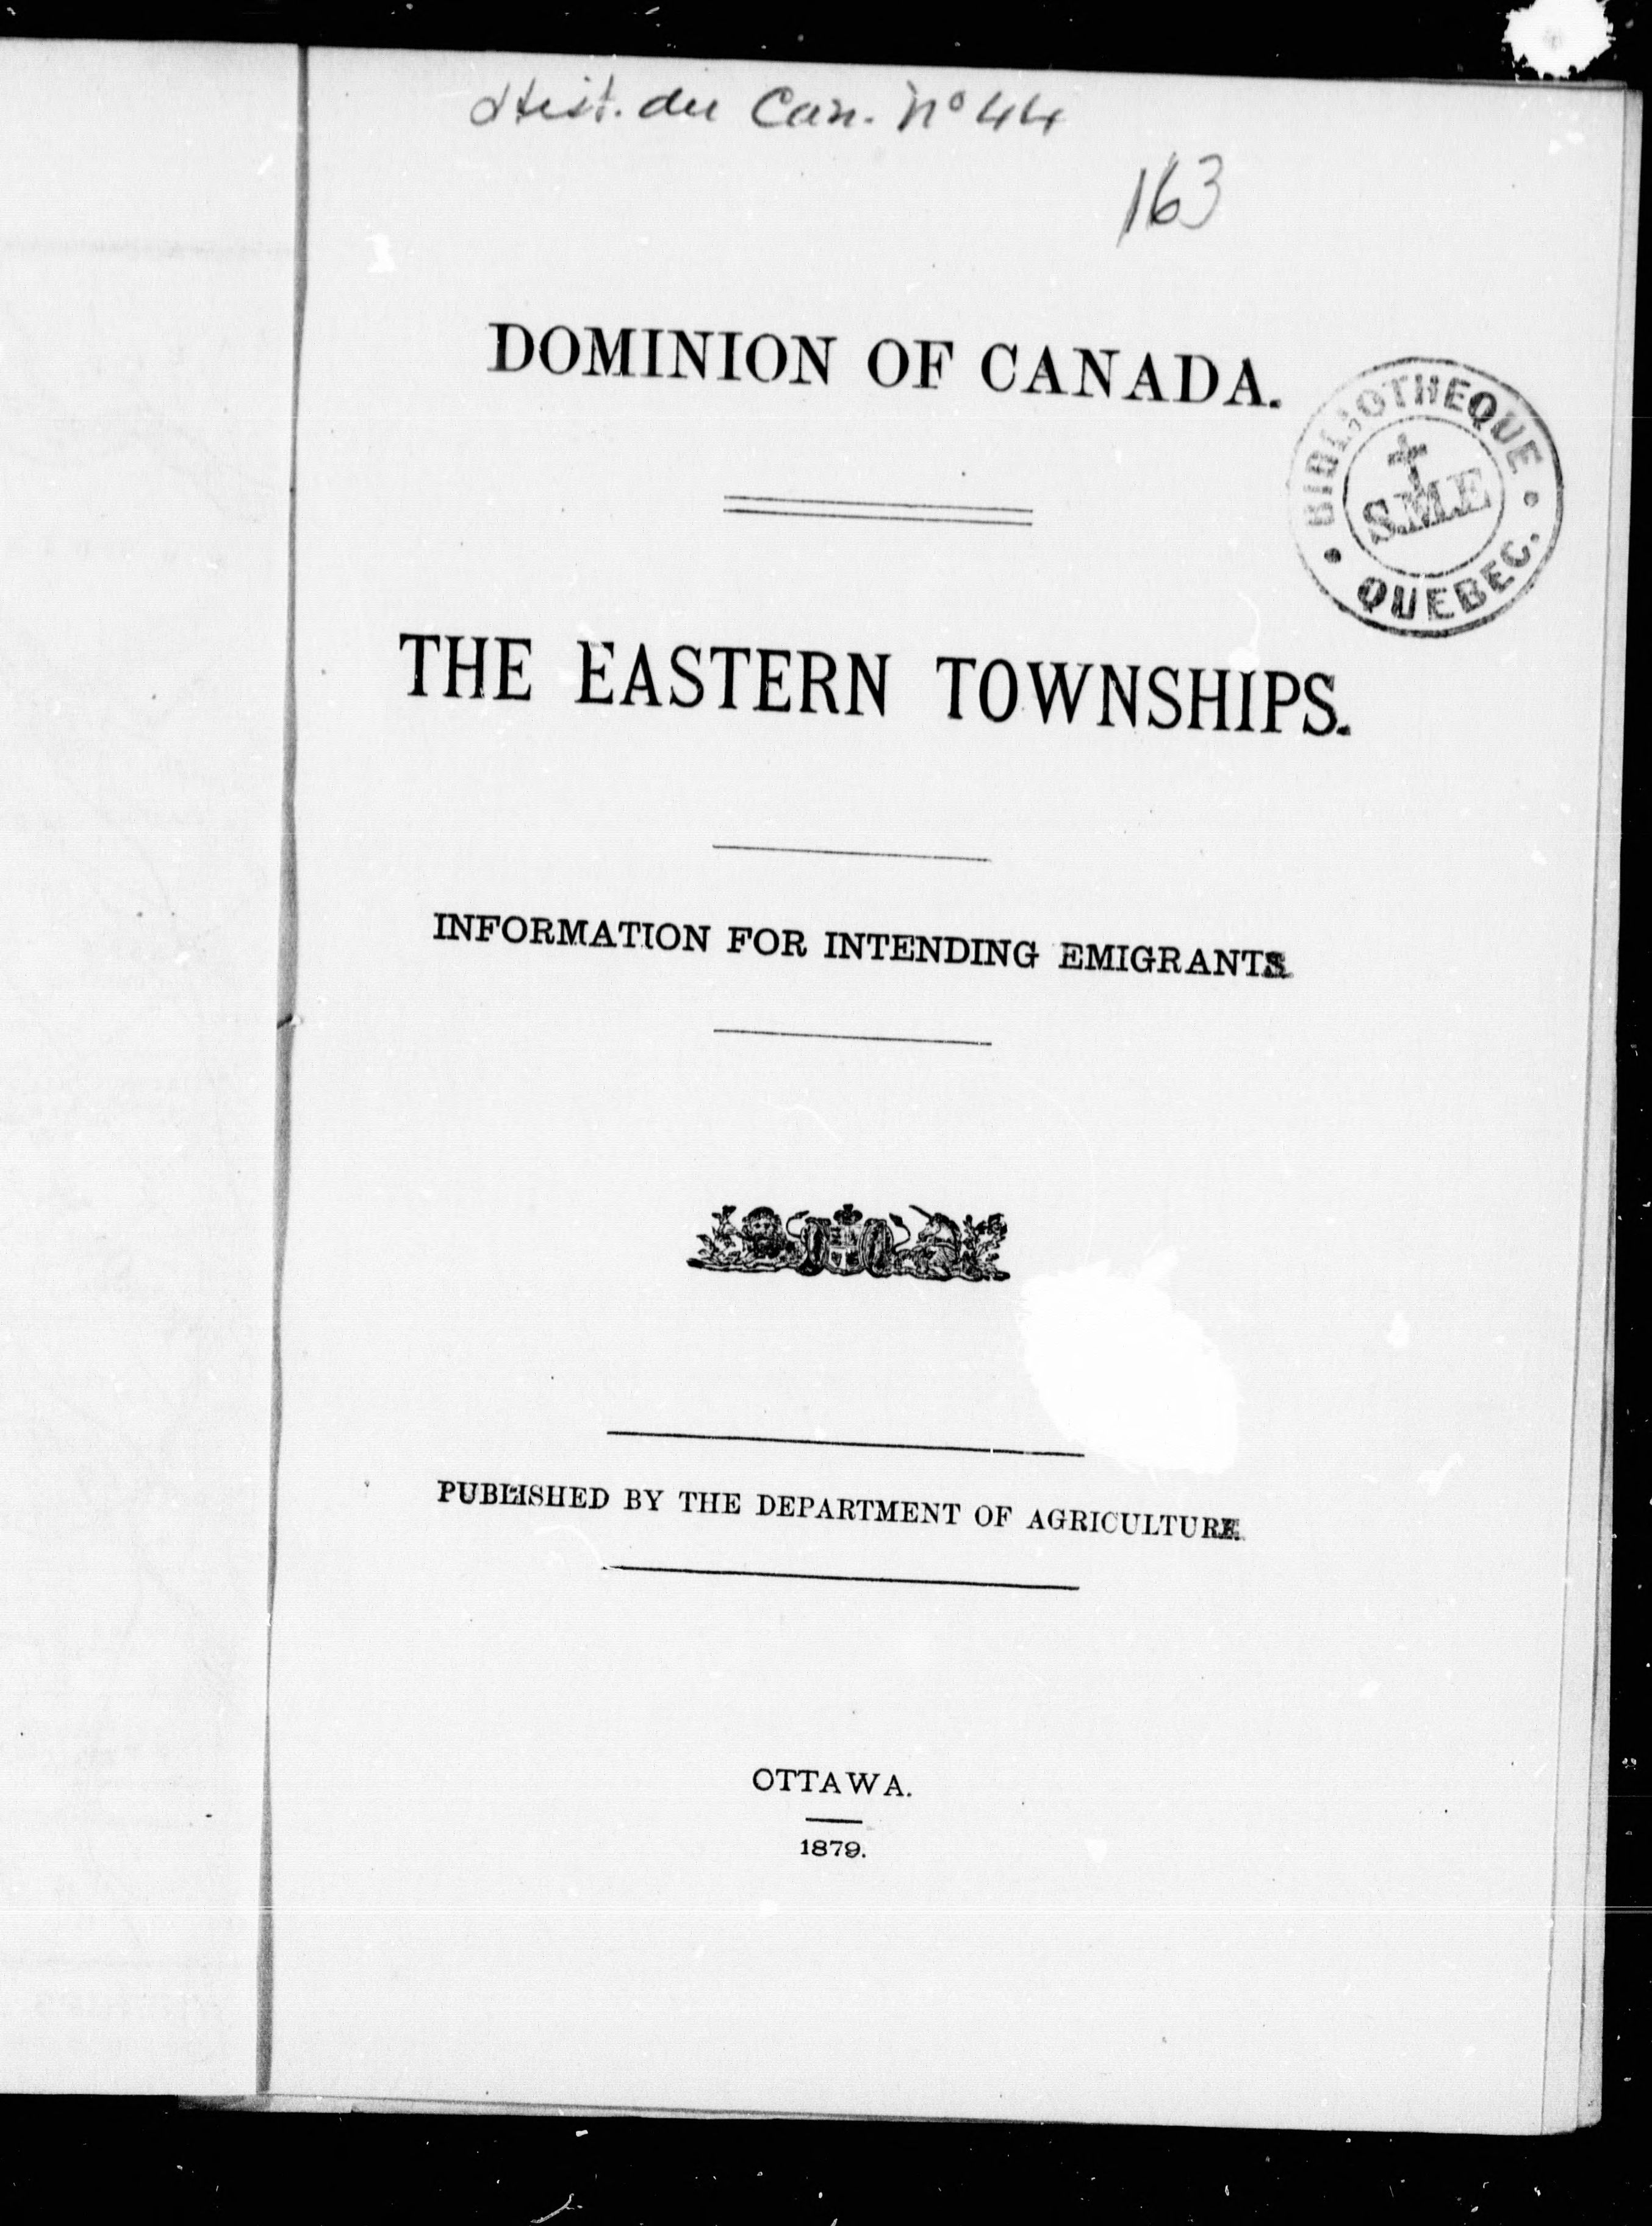 Hist. du Can. No 44
163
DOMINION OF CANADA.
BIBLIOTHEQUE
S.M.E
QUEBEC.
THE EASTERN TOWNSHIPS.
INFORMATION FOR INTENDING EMIGRANTS
PUBLISHED BY THE DEPARTMENT OF AGRICULTURE.
OTTAWA.
1879.